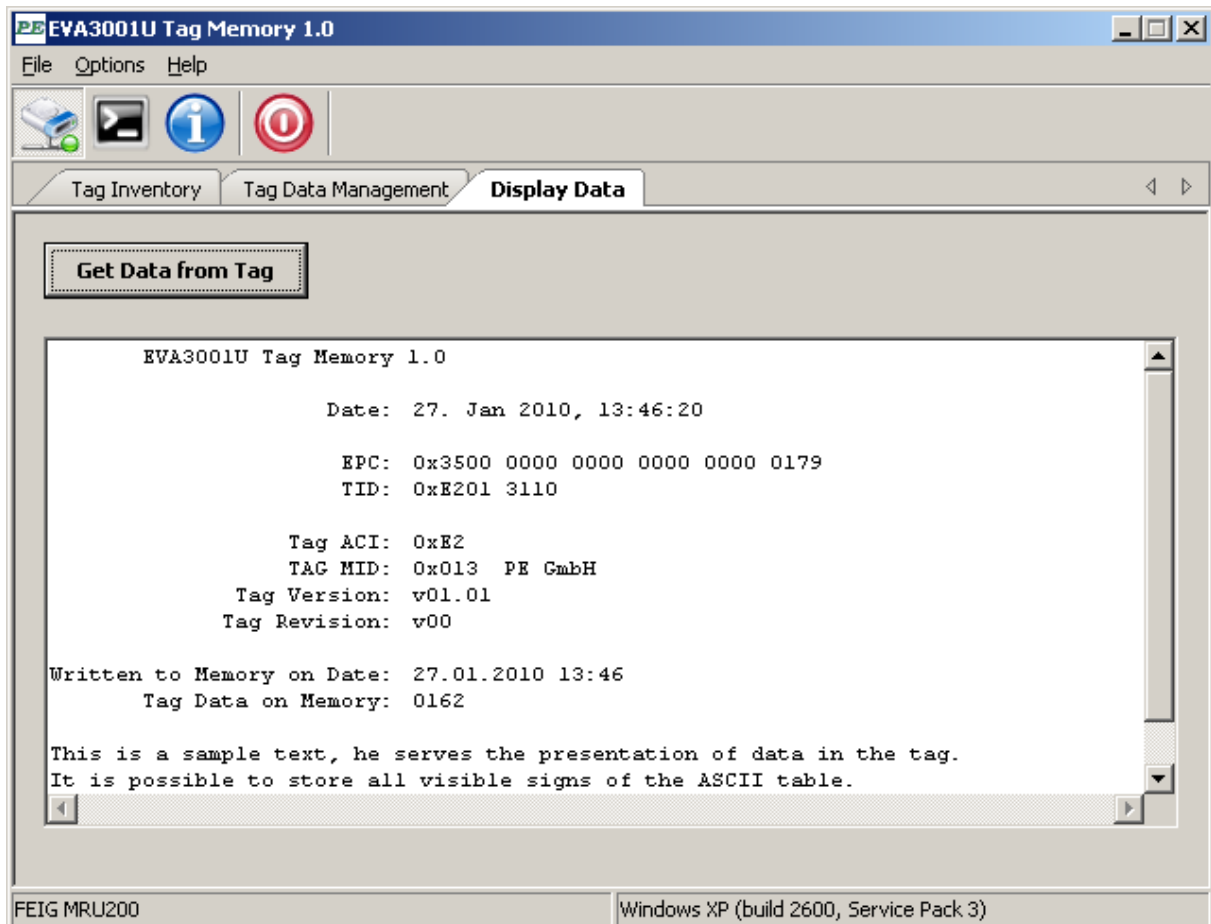 PE EVA3001U Tag Memory 1.0
File Options Help
Tag Inventory Tag Data Management Display Data
Get Data from Tag
EVA3001U Tag Memory 1.0
Date: 27. Jan 2010, 13:46:20
EPC: 0x3500 0000 0000 0000 0000 0179
TID: 0xE201 3110
Tag ACI: 0xE2
TAG MID: 0x013 PE GmbH
Tag Version: v01.01
Tag Revision: v00
Written to Memory on Date: 27.01.2010 13:46
Tag Data on Memory: 0162
This is a sample text, he serves the presentation of data in the tag.
It is possible to store all visible signs of the ASCII table.
FEIG MRU200 Windows XP (build 2600, Service Pack 3)